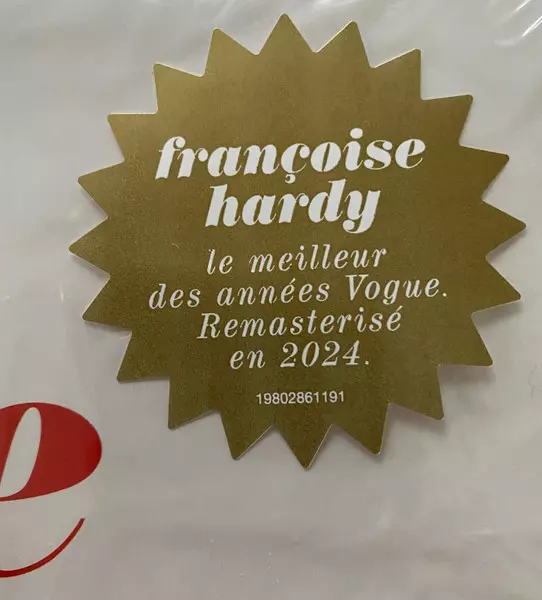 françoise
hardy
le meilleur
des années Vogue.
Remasterisé
en 2024.
19802861191
e